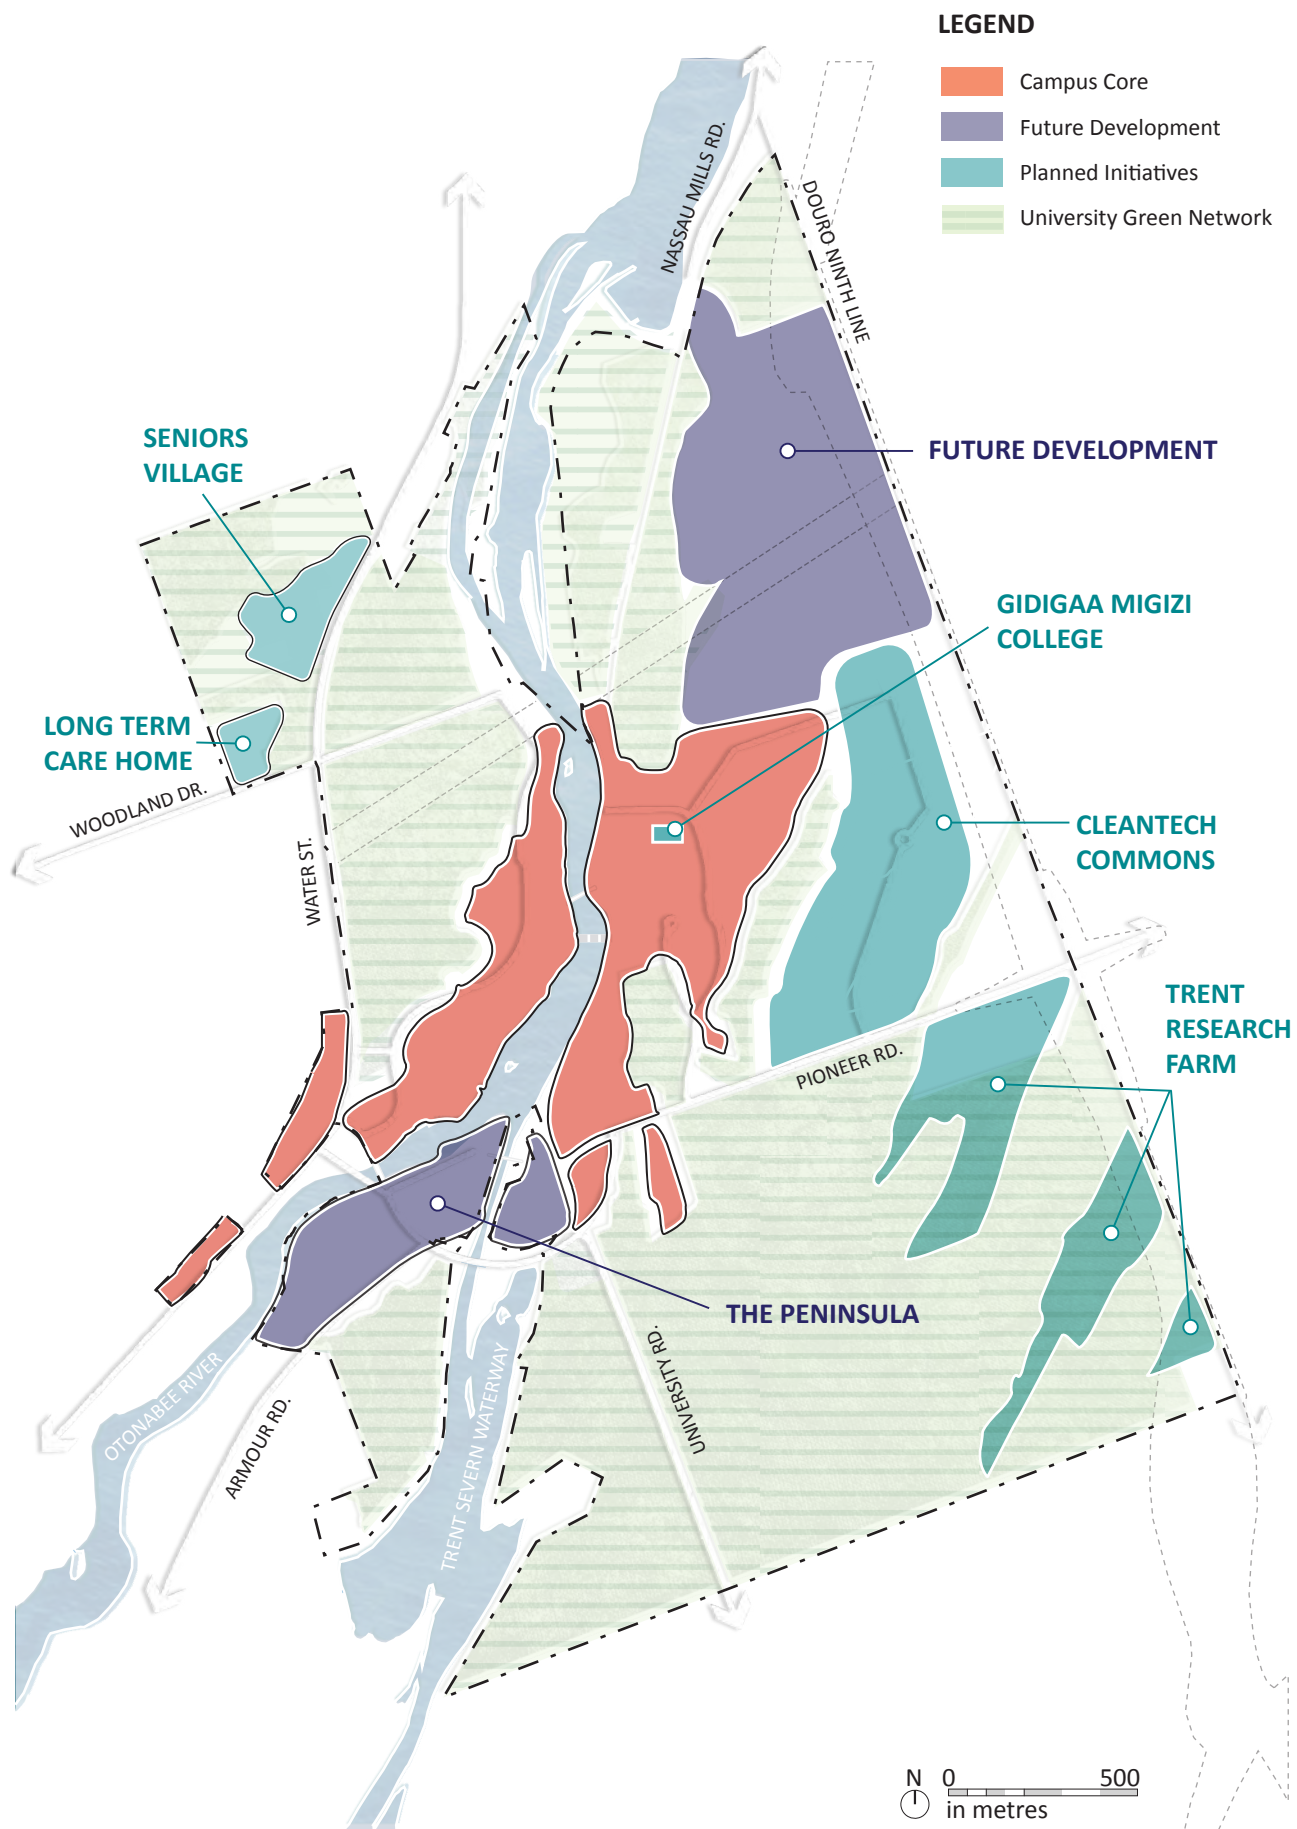 LEGEND
Campus Core
Future Development
Planned Initiatives
University Green Network
NASSAU MILLS RD.
DOURO NINTH LINE
SENIORS
VILLAGE
FUTURE DEVELOPMENT
GIDIGAA MIGIZI
COLLEGE
LONG TERM
CARE HOME
WOODLAND DR.
WATER ST.
CLEANTECH
COMMONS
TRENT
RESEARCH
FARM
PIONEER RD.
THE PENINSULA
OTONABEE RIVER
ARMOUR RD.
TRENT SEVERN WATERWAY
UNIVERSITY RD.
N 0 500
in metres